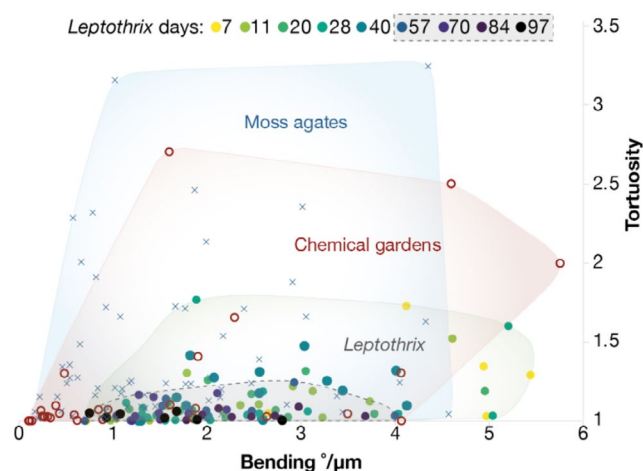 Leptothrix days: 7 11 20 28 40 57 70 84 97
3.5
3
2.5
2
1.5
1
Tortuosity
Moss agates
Chemical gardens
Leptothrix
0 1 2 3 4 5 6
Bending °/µm